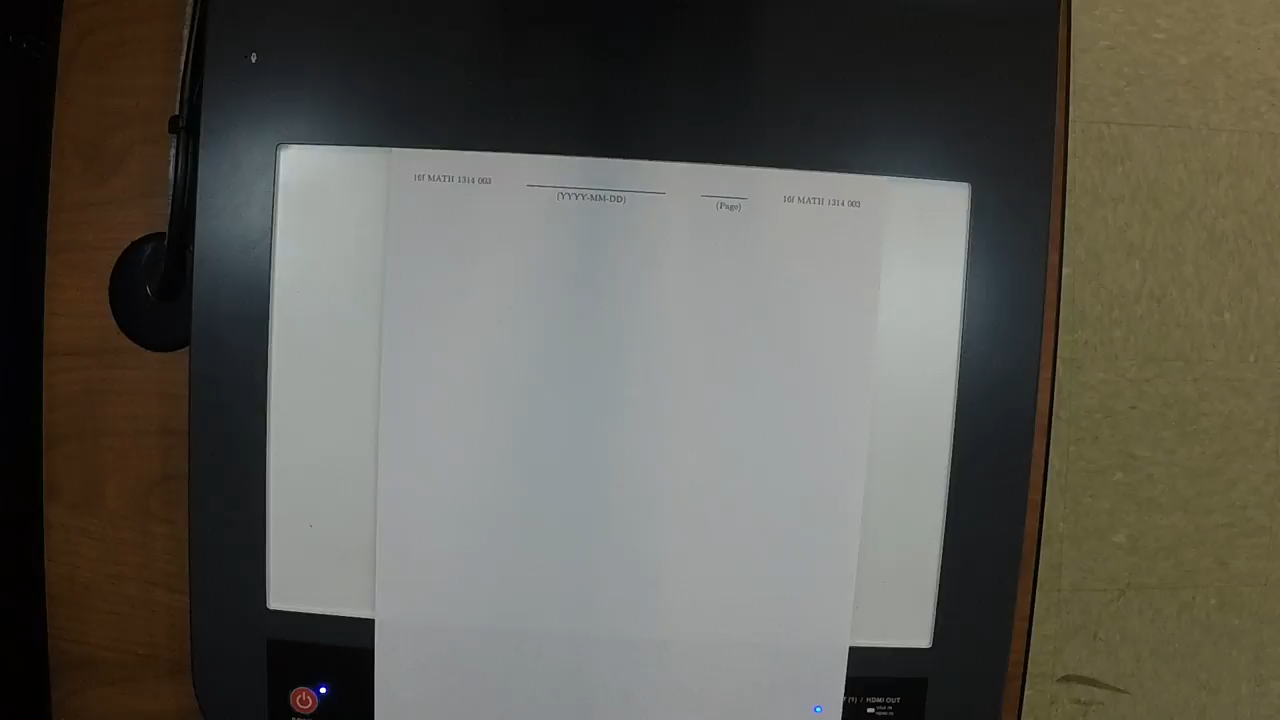 16f MATH 1314 003 16f MATH 1314 003
(YYYY-MM-DD) (Page)
/ HDMI OUT